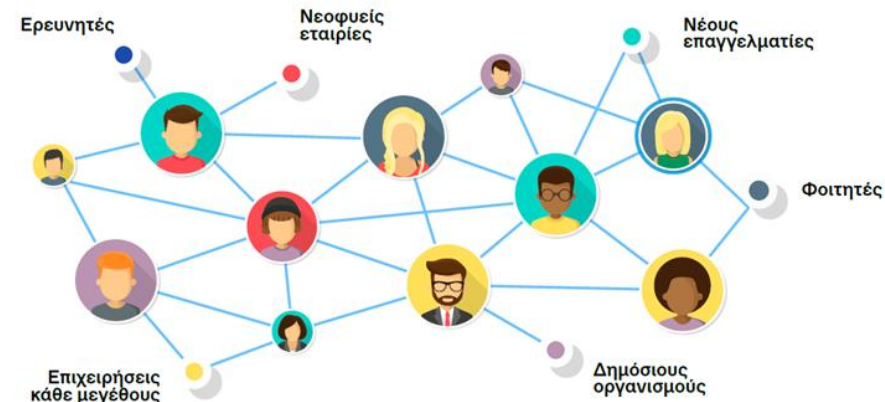 Ερευνητές
Νεοφυείς
εταιρίες
Νέους
επαγγελματίες
Φοιτητές
Επιχειρήσεις
κάθε μεγέθους
Δημόσιους
οργανισμούς